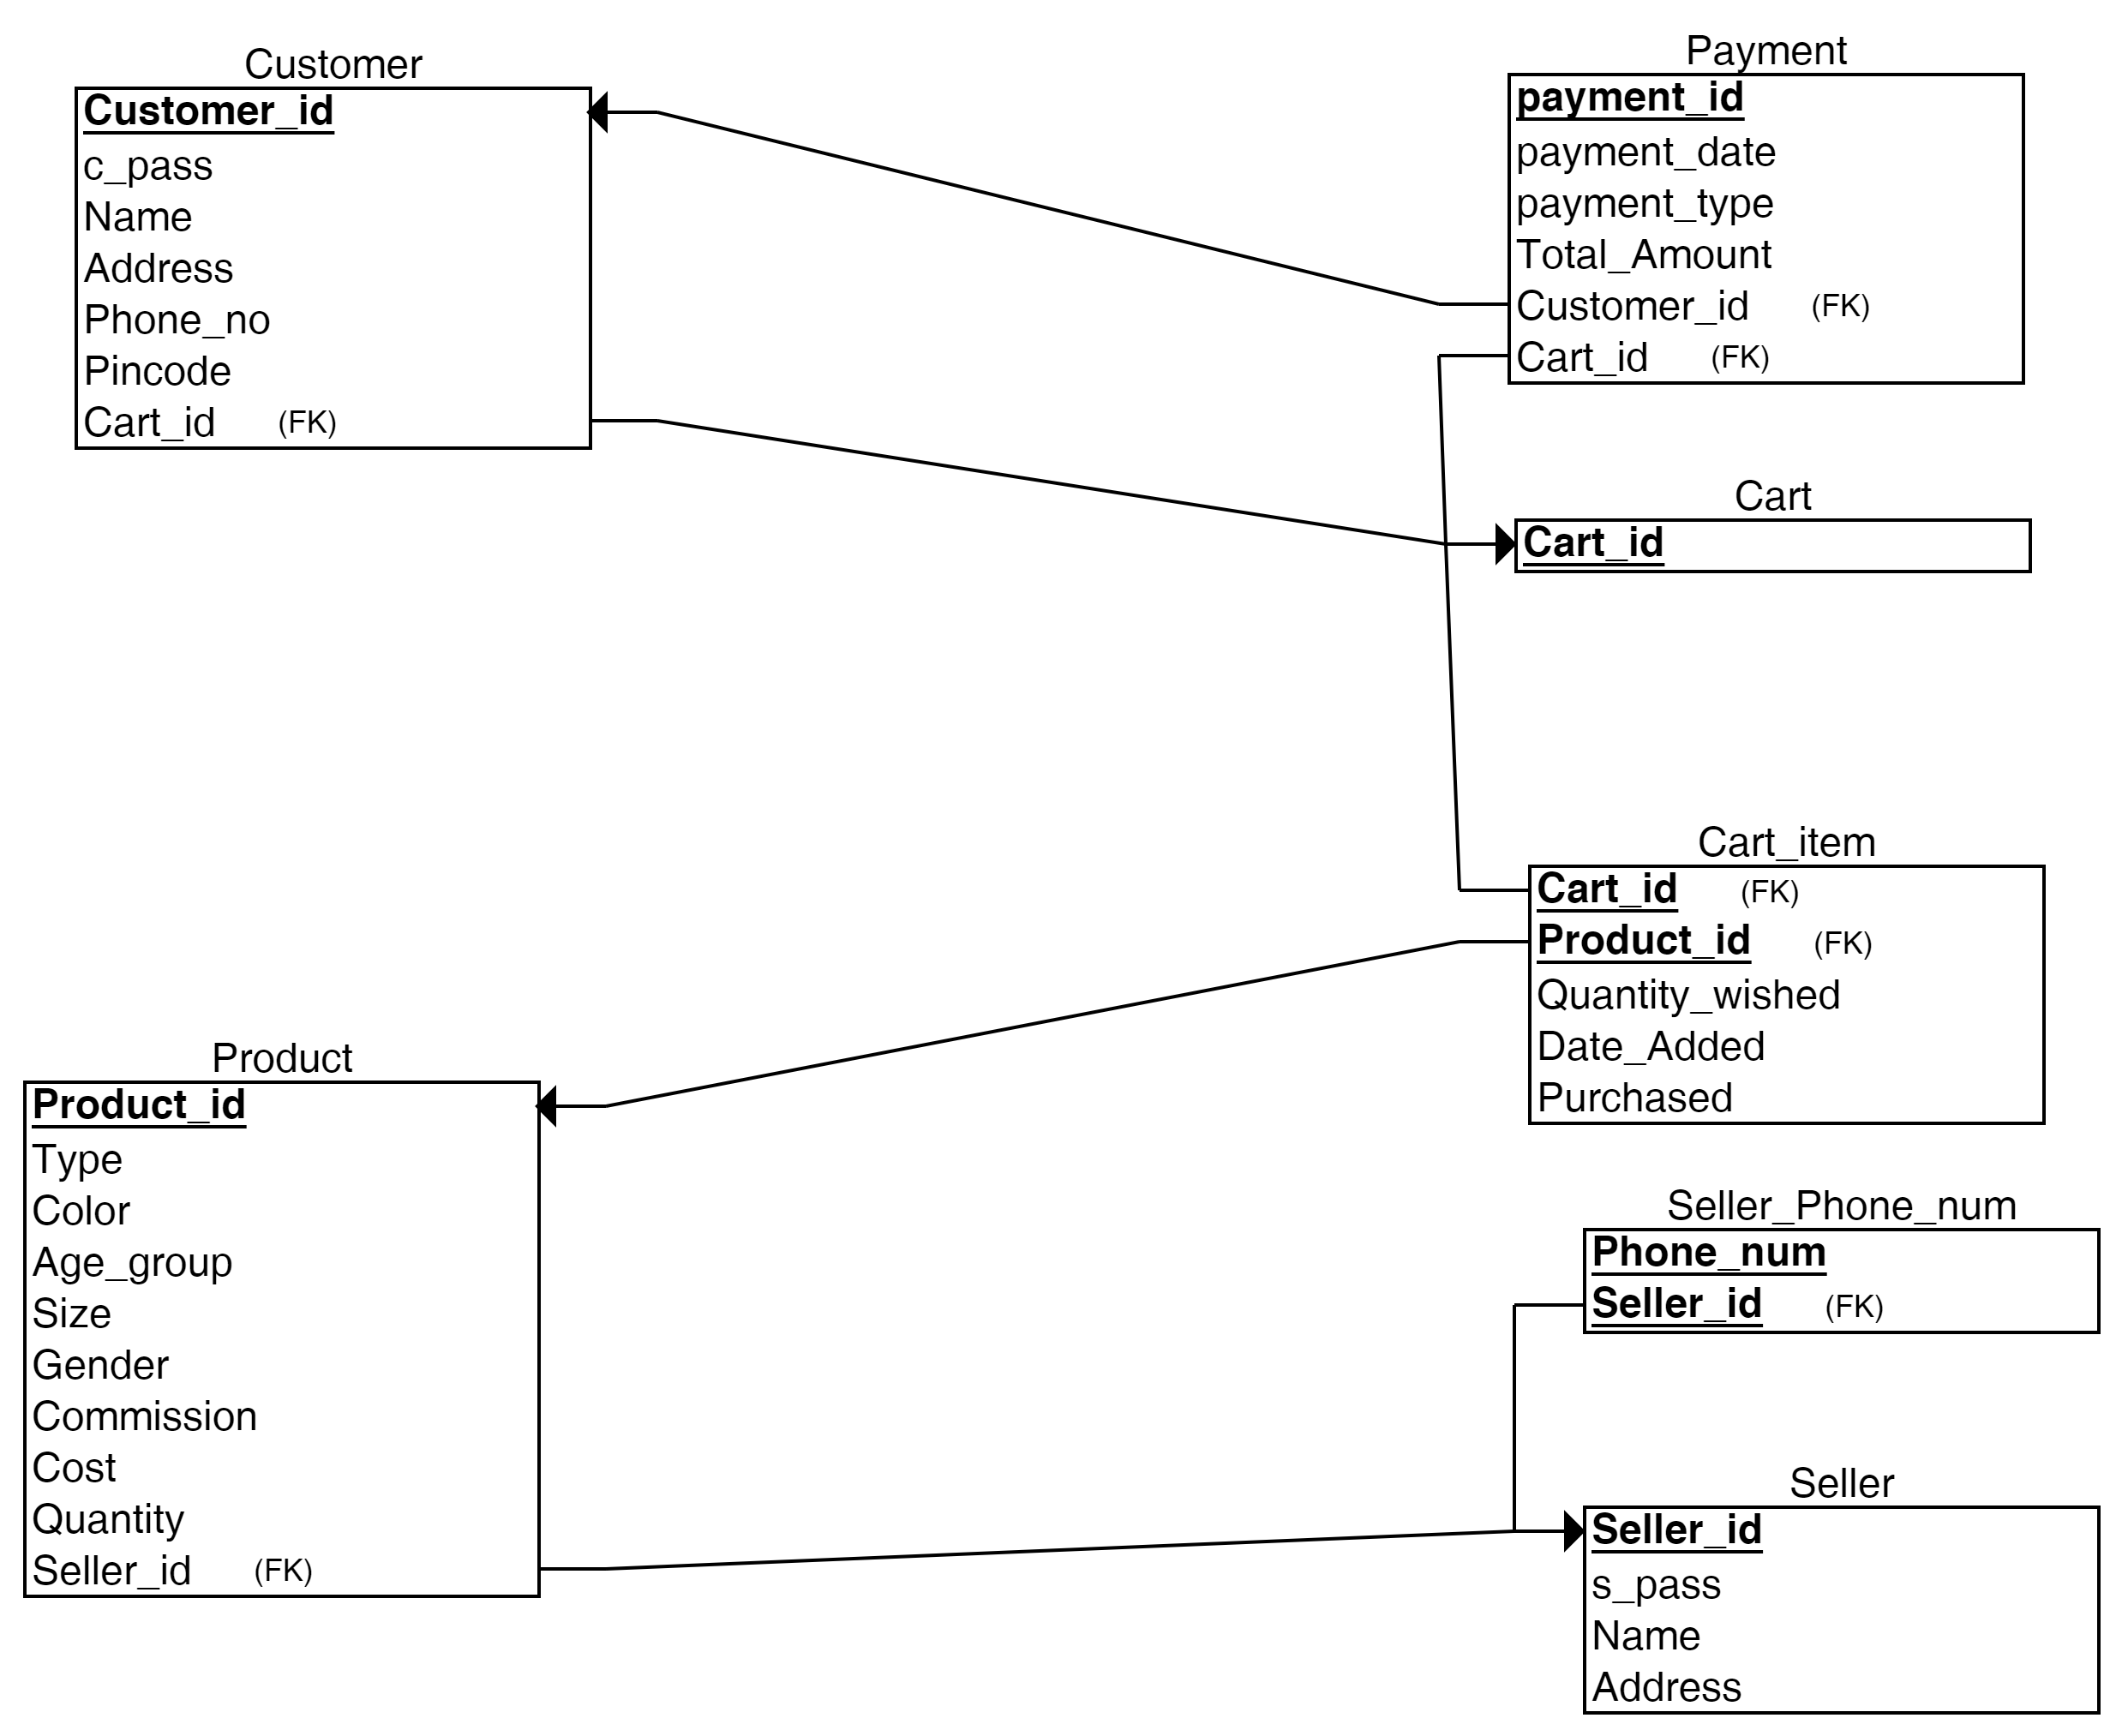 Customer
Customer_id
c_pass
Name
Address
Phone_no
Pincode
Cart_id (FK)
Payment
payment_id
payment_date
payment_type
Total_Amount
Customer_id (FK)
Cart_id (FK)
Cart
Cart_id
Cart_item
Cart_id (FK)
Product_id (FK)
Quantity_wished
Date_Added
Purchased
Product
Product_id
Type
Color
Age_group
Size
Gender
Commission
Cost
Quantity
Seller_id (FK)
Seller_Phone_num
Phone_num
Seller_id (FK)
Seller
Seller_id
s_pass
Name
Address